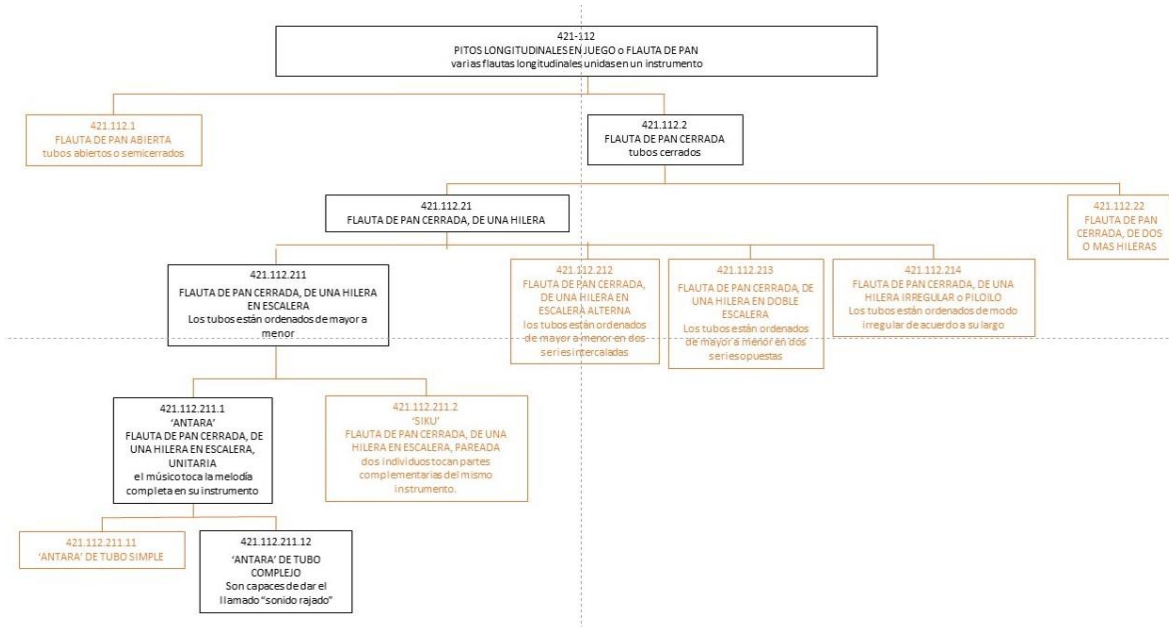 421-112
PITOS LONGITUDINALES EN JUEGO o FLAUTA DE PAN
varias flautas longitudinales unidas en un instrumento
421.112.1
FLAUTA DE PAN ABIERTA
tubos abiertos o semicerrados
421.112.2
FLAUTA DE PAN CERRADA
tubos cerrados
421.112.21
FLAUTA DE PAN CERRADA, DE UNA HILERA
421.112.22
FLAUTA DE PAN
CERRADA, DE DOS
O MAS HILERAS
421.112.211
FLAUTA DE PAN CERRADA, DE UNA HILERA
EN ESCALERA
Los tubos están ordenados de mayor a
menor
421.112.212
FLAUTA DE PAN CERRADA,
DE UNA HILERA EN
ESCALERA ALTERNA
los tubos están ordenados
de mayor a menor en dos
series intercaladas
421.112.213
FLAUTA DE PAN CERRADA, DE
UNA HILERA EN DOBLE
ESCALERA
Los tubos están ordenados
de mayor a menor en dos
series opuestas
421.112.214
FLAUTA DE PAN CERRADA, DE UNA
HILERA IRREGULAR o PILOILO
Los tubos están ordenados de modo
irregular de acuerdo a su largo
421.112.211.1
‘ANTARA’
FLAUTA DE PAN CERRADA, DE
UNA HILERA EN ESCALERA,
UNITARIA
el músico toca la melodía
completa en su instrumento
421.112.211.2
‘SIKU’
FLAUTA DE PAN CERRADA, DE UNA
HILERA EN ESCALERA, PAREADA
dos individuos tocan partes
complementarias del mismo
instrumento.
421.112.211.11
‘ANTARA’ DE TUBO SIMPLE
421.112.211.12
‘ANTARA’ DE TUBO
COMPLEJO
Son capaces de dar el
llamado “sonido rajado”